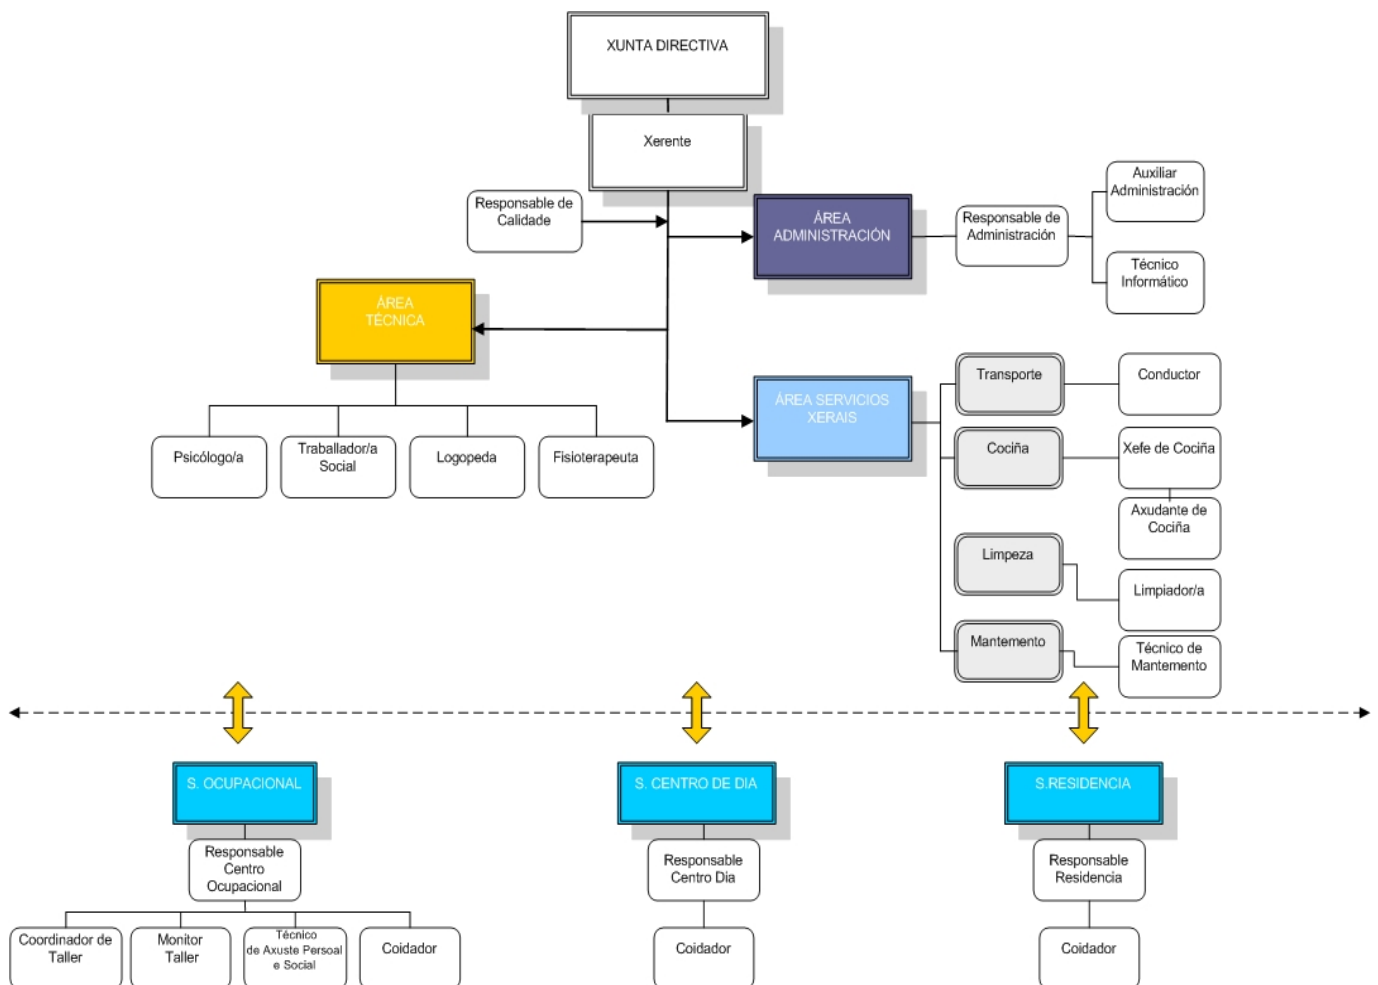 XUNTA DIRECTIVA
Xerente
Responsable de
Calidade
ÁREA
ADMINISTRACIÓN
Responsable de
Administración
Auxiliar
Administración
Técnico
Informático
ÁREA
TÉCNICA
Psicólogo/a
Traballador/a
Social
Logopeda
Fisioterapeuta
ÁREA SERVICIOS
XERAIS
Transporte
Conductor
Cociña
Xefe de Cociña
Axudante de
Cociña
Limpeza
Limpiador/a
Mantemento
Técnico de
Mantemento
S. OCUPACIONAL
Responsable
Centro
Ocupacional
Coordinador de
Taller
Monitor
Taller
Técnico
de Axuste Persoal
e Social
Coidador
S. CENTRO DE DIA
Responsable
Centro Dia
Coidador
S.RESIDENCIA
Responsable
Residencia
Coidador